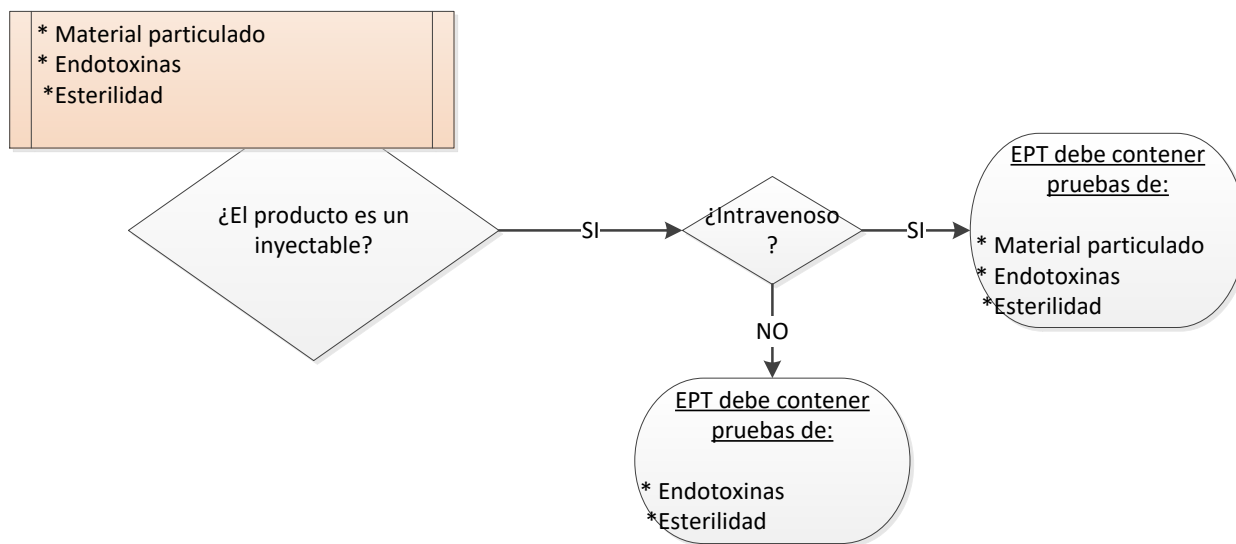 * Material particulado
* Endotoxinas
*Esterilidad
¿El producto es un
inyectable?
SI
¿Intravenoso
?
SI
EPT debe contener
pruebas de:
* Material particulado
* Endotoxinas
*Esterilidad
NO
EPT debe contener
pruebas de:
* Endotoxinas
*Esterilidad